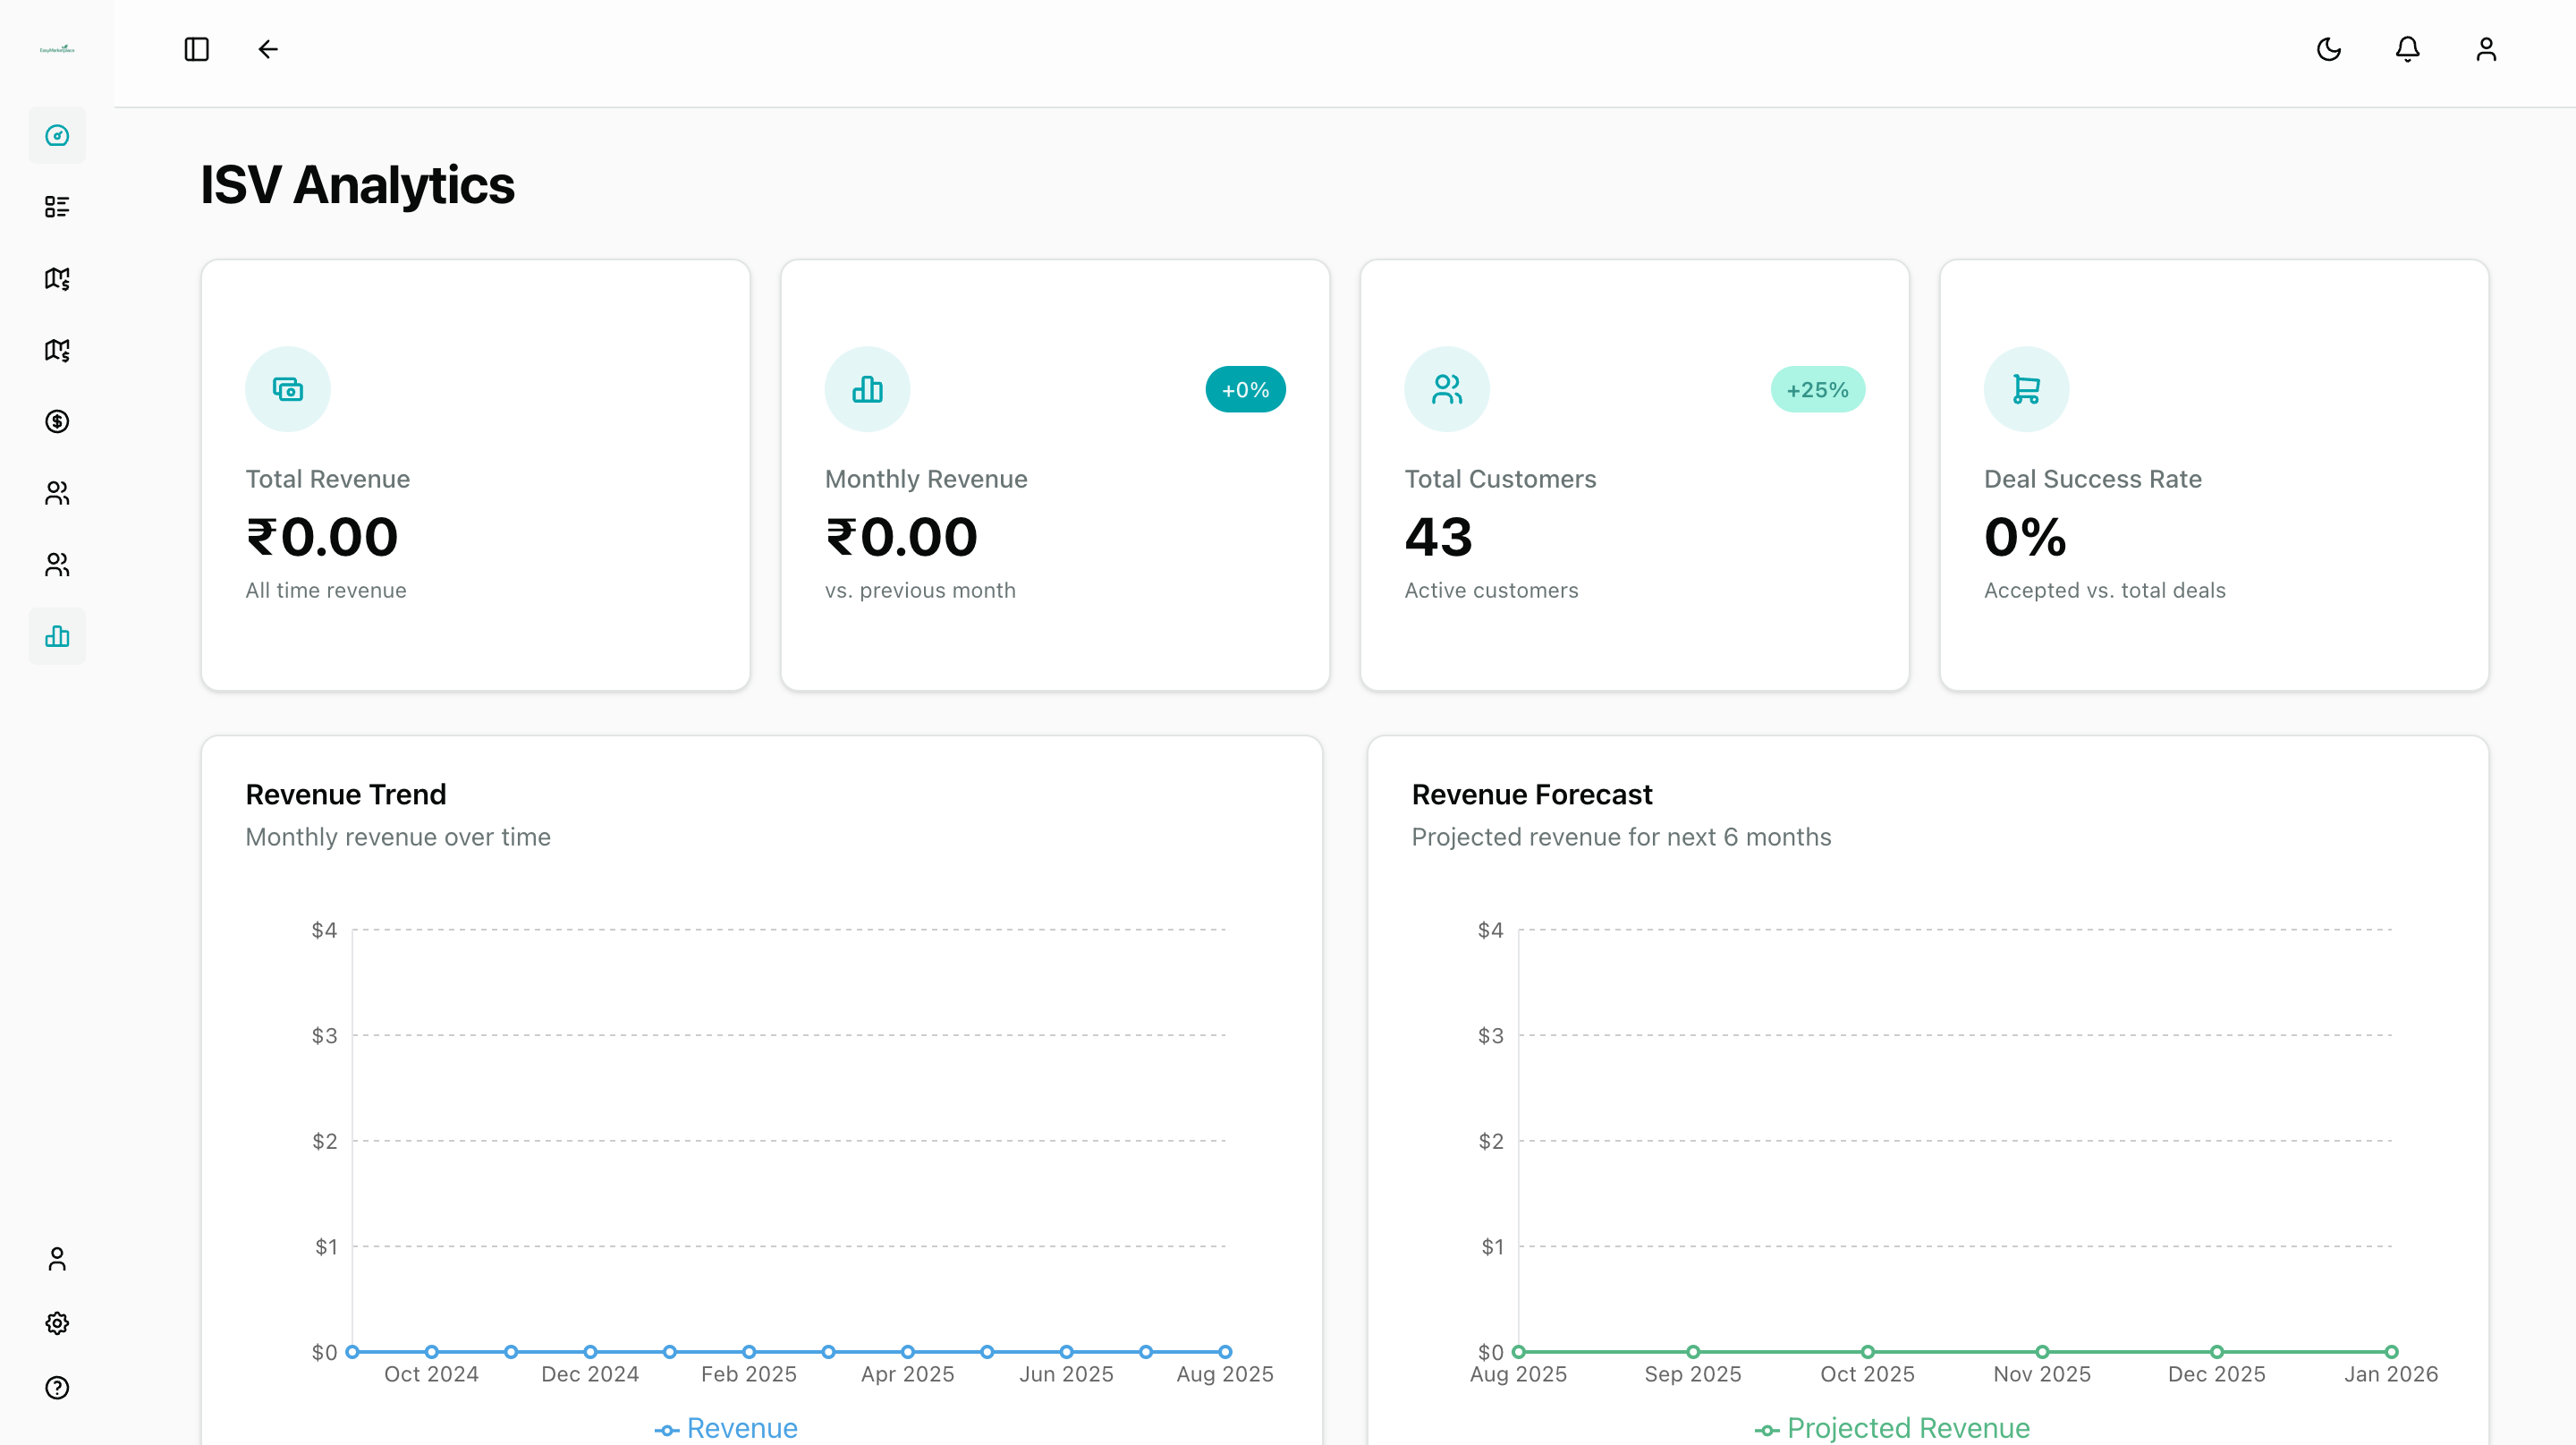 EasyMarketplace
ISV Analytics
+0%
+25%
Total Revenue
₹0.00
All time revenue
Monthly Revenue
₹0.00
vs. previous month
Total Customers
43
Active customers
Deal Success Rate
0%
Accepted vs. total deals
Revenue Trend
Monthly revenue over time
$4
$3
$2
$1
$0
Oct 2024 Dec 2024 Feb 2025 Apr 2025 Jun 2025 Aug 2025
Revenue
Revenue Forecast
Projected revenue for next 6 months
$4
$3
$2
$1
$0
Aug 2025 Sep 2025 Oct 2025 Nov 2025 Dec 2025 Jan 2026
Projected Revenue